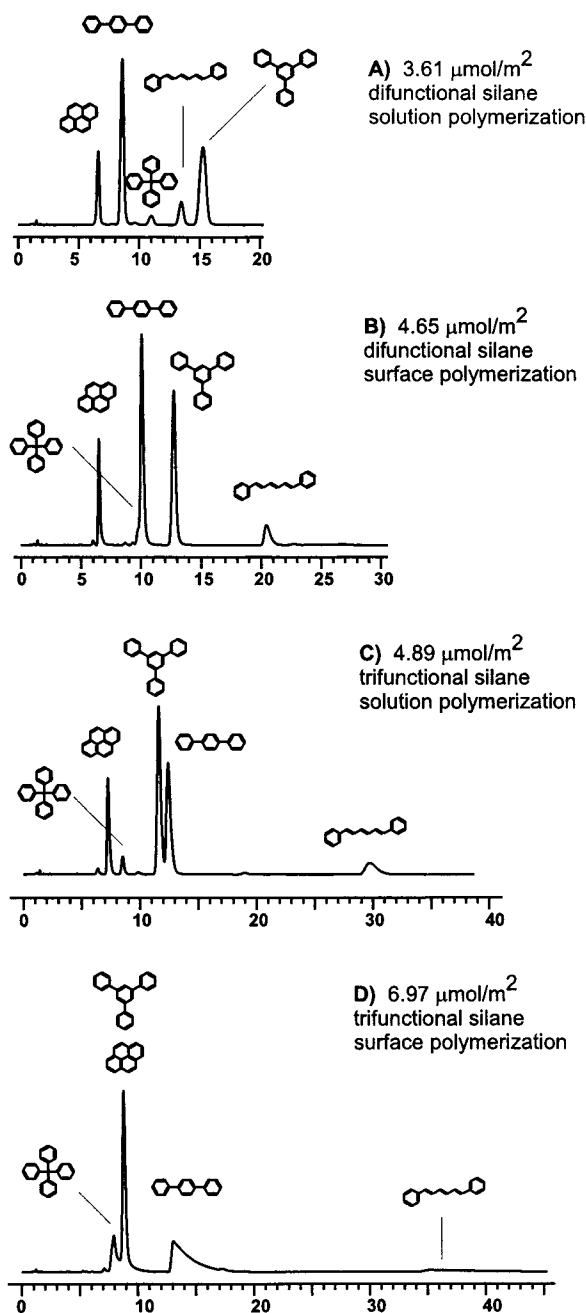 A) 3.61 μmol/m²
difunctional silane
solution polymerization
0 5 10 15 20
B) 4.65 μmol/m²
difunctional silane
surface polymerization
0 5 10 15 20 25 30
C) 4.89 μmol/m²
trifunctional silane
solution polymerization
0 10 20 30 40
D) 6.97 μmol/m²
trifunctional silane
surface polymerization
0 10 20 30 40